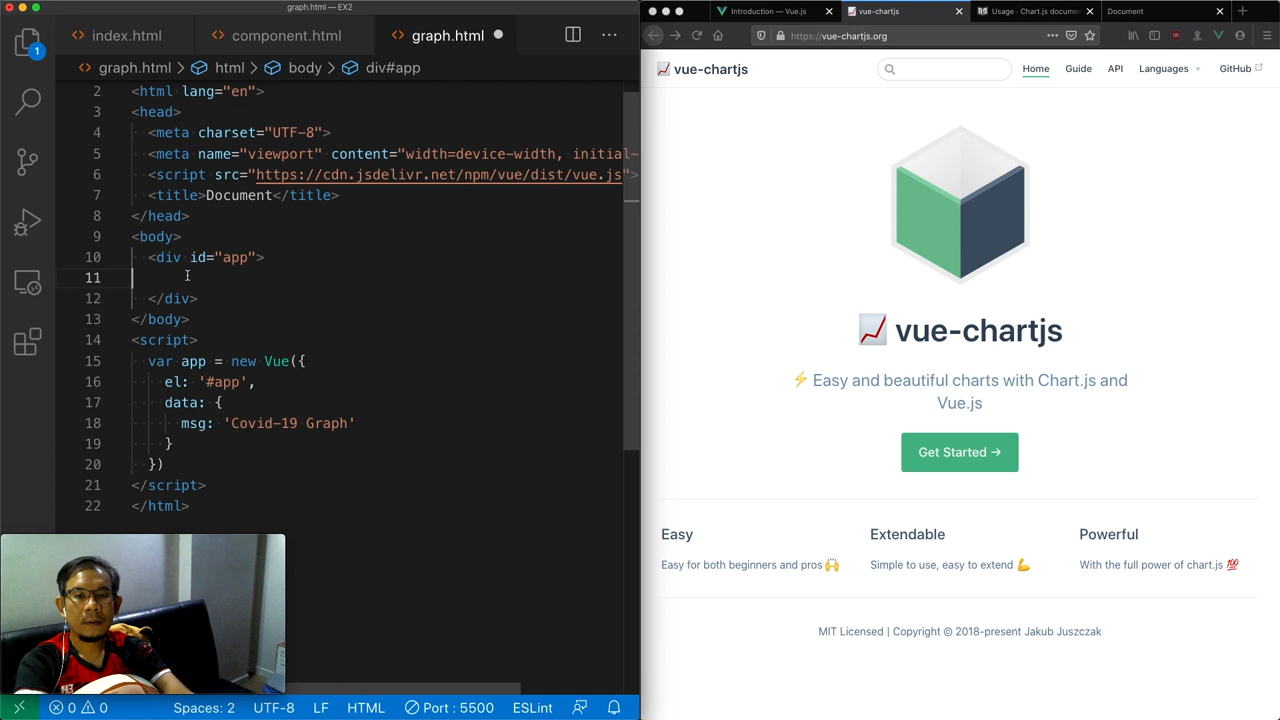 graph.html — EX2
index.html
component.html
graph.html
graph.html > html > body > div#app
1
2 <html lang="en">
3 <head>
4 <meta charset="UTF-8">
5 <meta name="viewport" content="width=device-width, initial-
6 <script src="https://cdn.jsdelivr.net/npm/vue/dist/vue.js">
7 <title>Document</title>
8 </head>
9 <body>
10 <div id="app">
11
12 </div>
13 </body>
14 <script>
15 var app = new Vue({
16 el: '#app',
17 data: {
18 msg: 'Covid-19 Graph'
19 }
20 })
21 </script>
22 </html>
0 0 Spaces: 2 UTF-8 LF HTML Port : 5500 ESLint
Introduction — Vue.js
vue-chartjs
Usage · Chart.js documen
Document
https://vue-chartjs.org
vue-chartjs
Home Guide API Languages GitHub
vue-chartjs
⚡ Easy and beautiful charts with Chart.js and
Vue.js
Get Started →
Easy
Easy for both beginners and pros 🙌
Extendable
Simple to use, easy to extend 💪
Powerful
With the full power of chart.js 💯
MIT Licensed | Copyright © 2018-present Jakub Juszczak